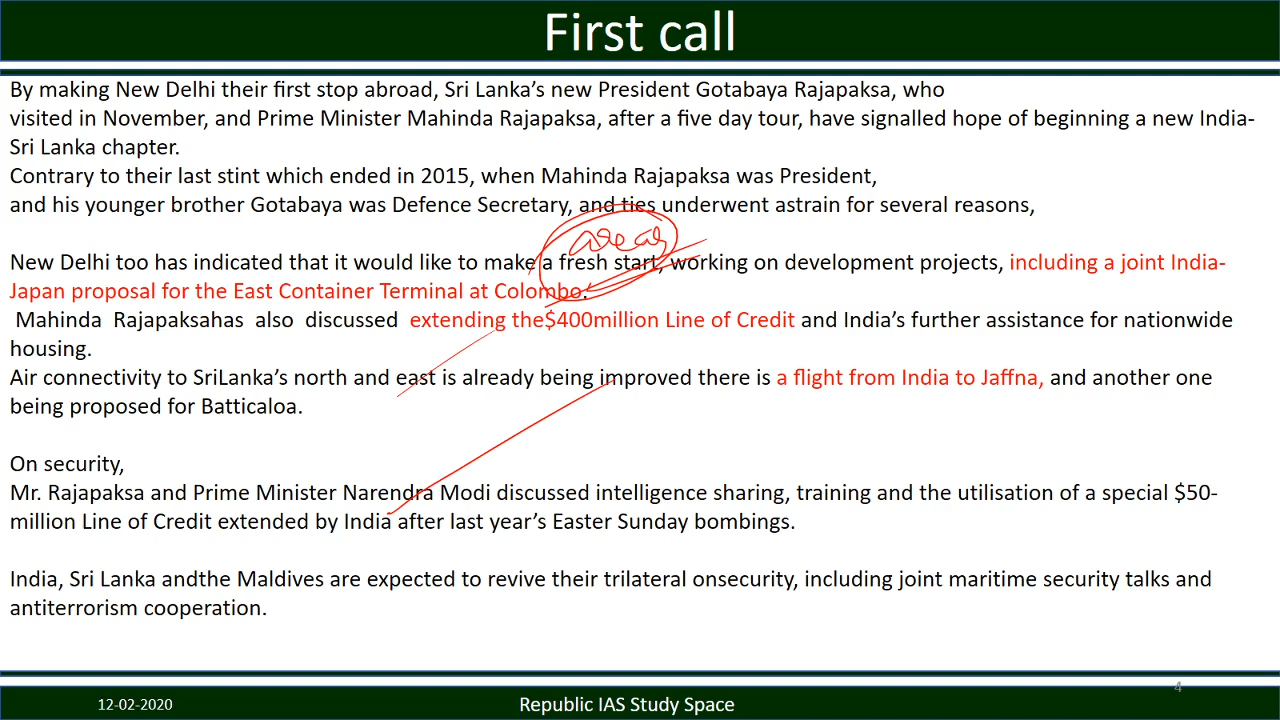 First call
By making New Delhi their first stop abroad, Sri Lanka's new President Gotabaya Rajapaksa, who
visited in November, and Prime Minister Mahinda Rajapaksa, after a five day tour, have signalled hope of beginning a new India-
Sri Lanka chapter.
Contrary to their last stint which ended in 2015, when Mahinda Rajapaksa was President,
and his younger brother Gotabaya was Defence Secretary, and ties underwent astrain for several reasons,
areas
New Delhi too has indicated that it would like to make a fresh start, working on development projects, including a joint India-
Japan proposal for the East Container Terminal at Colombo.
Mahinda Rajapaksahas also discussed extending the$400million Line of Credit and India's further assistance for nationwide
housing.
Air connectivity to SriLanka's north and east is already being improved there is a flight from India to Jaffna, and another one
being proposed for Batticaloa.
On security,
Mr. Rajapaksa and Prime Minister Narendra Modi discussed intelligence sharing, training and the utilisation of a special $50-
million Line of Credit extended by India after last year's Easter Sunday bombings.
India, Sri Lanka andthe Maldives are expected to revive their trilateral onsecurity, including joint maritime security talks and
antiterrorism cooperation.
4
12-02-2020
Republic IAS Study Space